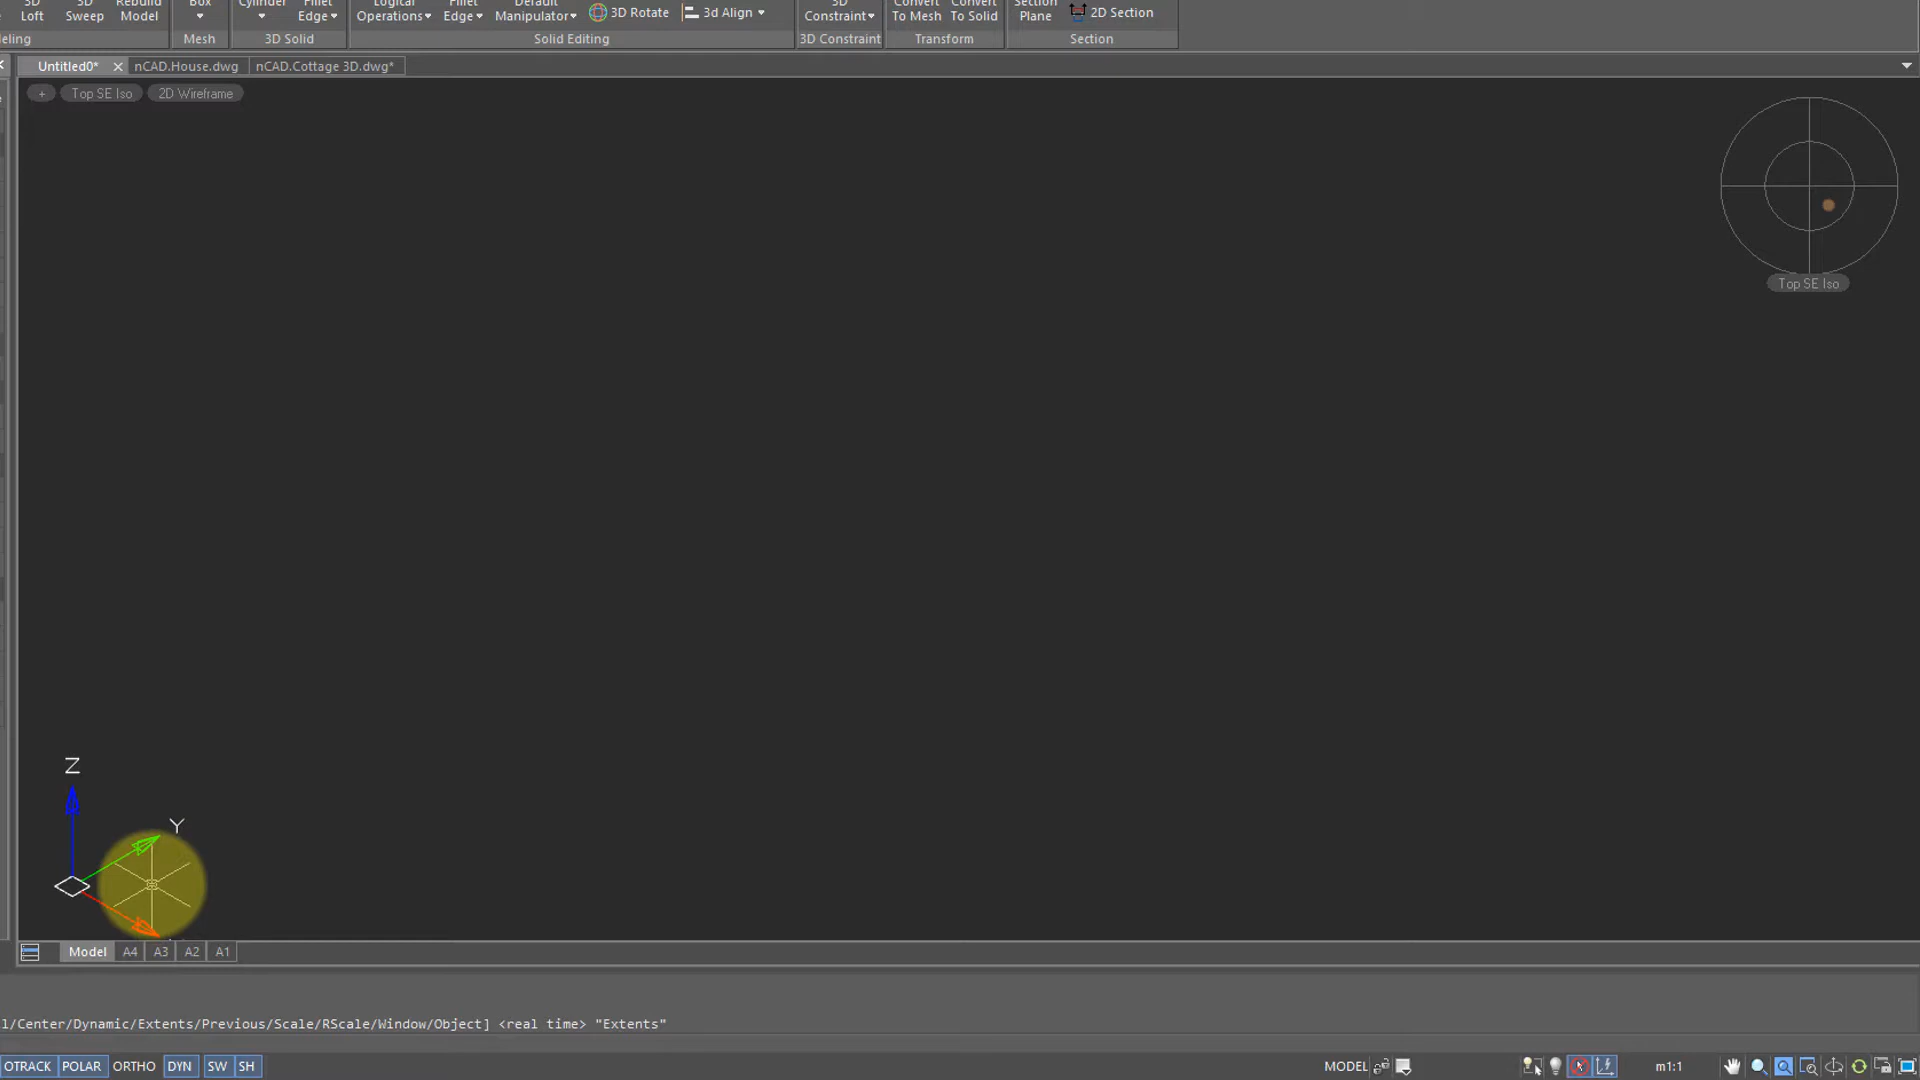 3D Loft
3D Sweep
Rebuild Model
Box
Cylinder
Fillet Edge
Logical Operations
Fillet Edge
Default Manipulator
3D Rotate
3d Align
3D Constraint
Convert To Mesh
Convert To Solid
Section Plane
2D Section
eling
Mesh
3D Solid
Solid Editing
3D Constraint
Transform
Section
Untitled0*
nCAD.House.dwg
nCAD.Cottage 3D.dwg*
+
Top SE Iso
2D Wireframe
Top SE Iso
Z
Y
Model
A4
A3
A2
A1
l/Center/Dynamic/Extents/Previous/Scale/RScale/Window/Object] <real time> "Extents"
OTRACK
POLAR
ORTHO
DYN
SW
SH
MODEL
m1:1